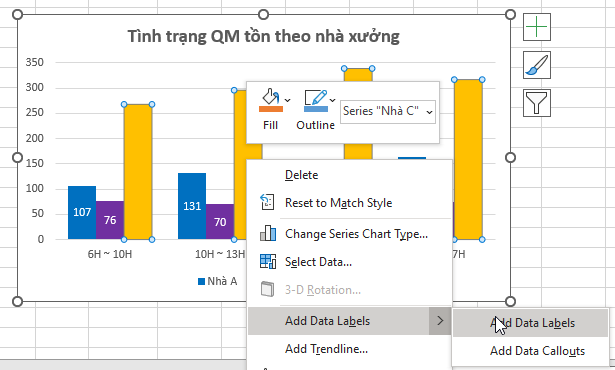 Tình trạng QM tồn theo nhà xưởng
350
300
250
200
150
100
50
0
107
76
131
70
6H ~ 10H
10H ~ 13H
7H
Nhà A
Fill
Outline
Series "Nhà C"
Delete
Reset to Match Style
Change Series Chart Type...
Select Data...
3-D Rotation...
Add Data Labels
Add Trendline...
Add Data Labels
Add Data Callouts